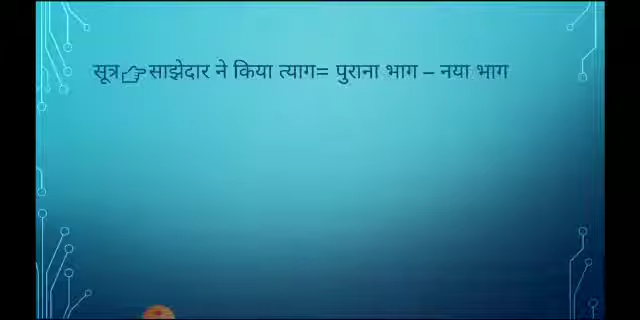 सूत्र👉साझेदार ने किया त्याग= पुराना भाग – नया भाग